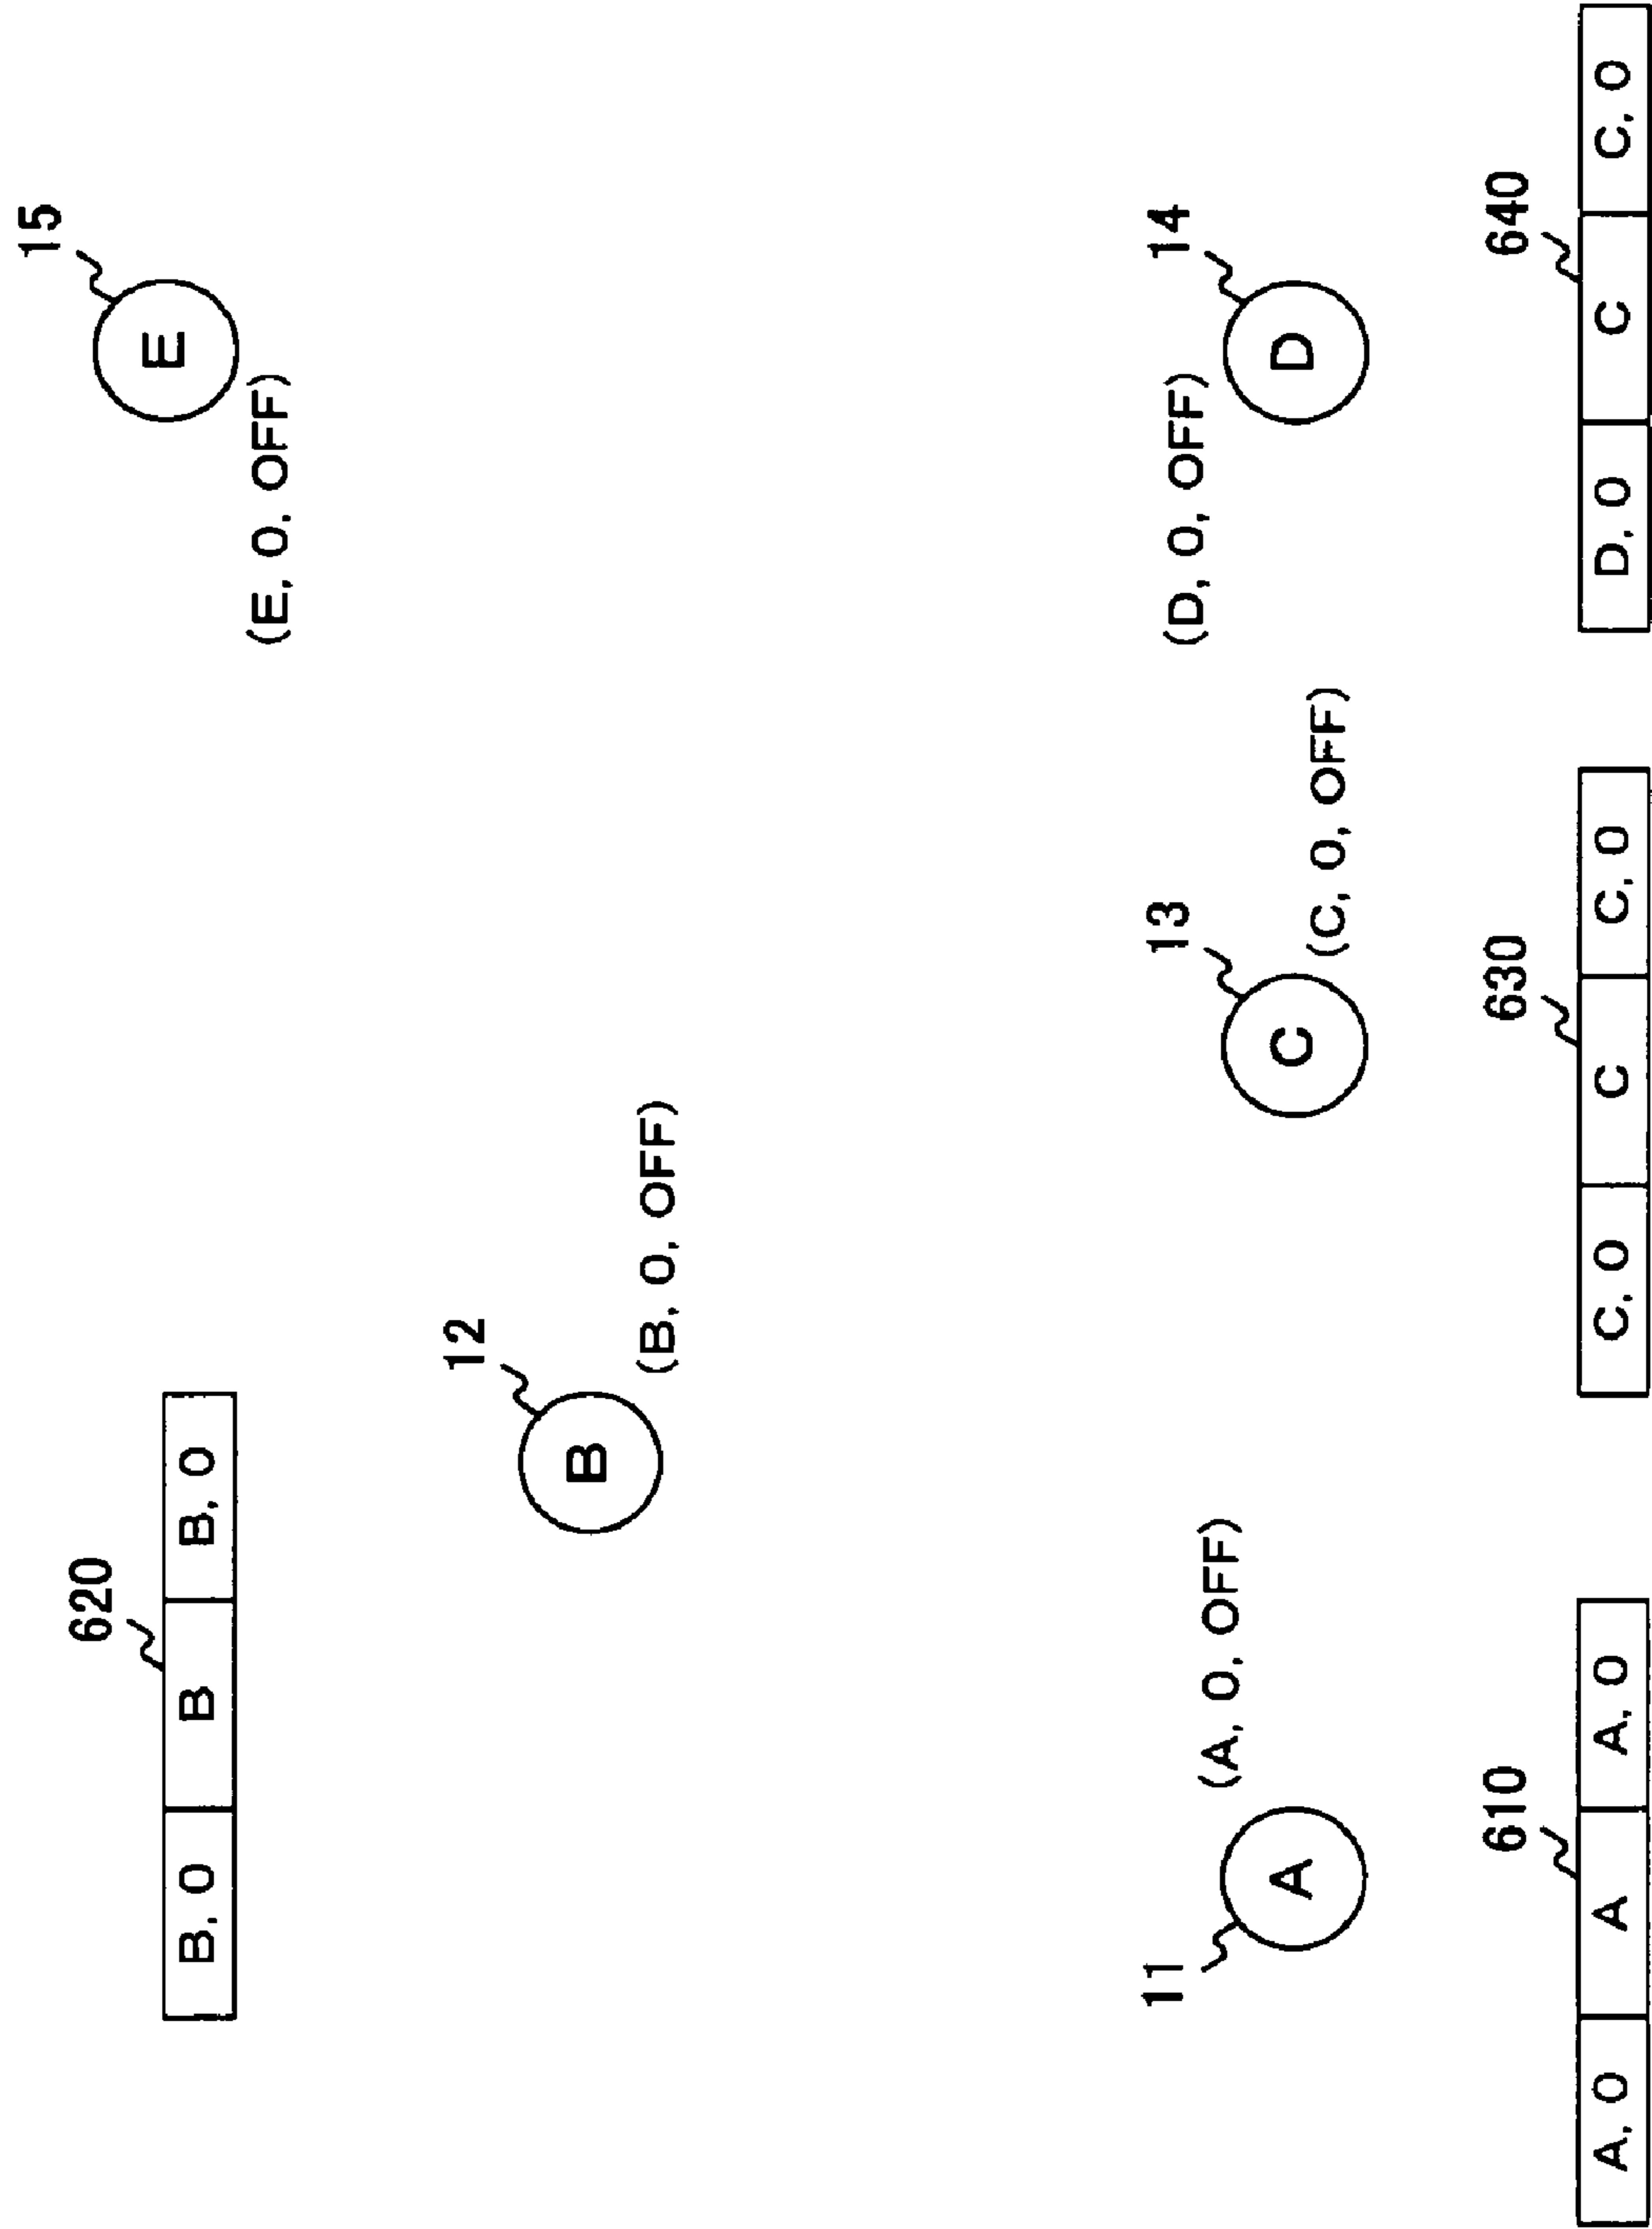 620
15
B, 0 B B, 0
E
(E, 0, OFF)
12
B
(B, 0, OFF)
11
13
14
(A, 0, OFF)
(D, 0, OFF)
A
C
D
(C, 0, OFF)
610
630
640
A, 0 A A, 0
C, 0 C C, 0
D, 0 C C, 0